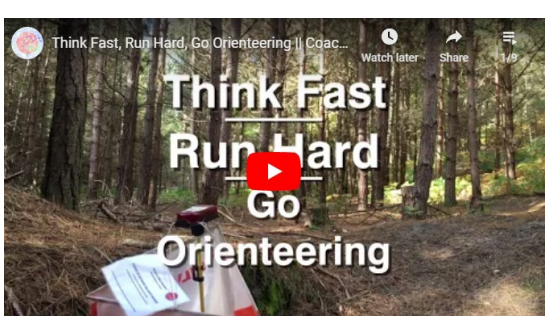 Think Fast, Run Hard, Go Orienteering || Coac...
Watch later
Share
1/9
Think Fast
Run Hard
Go
Orienteering